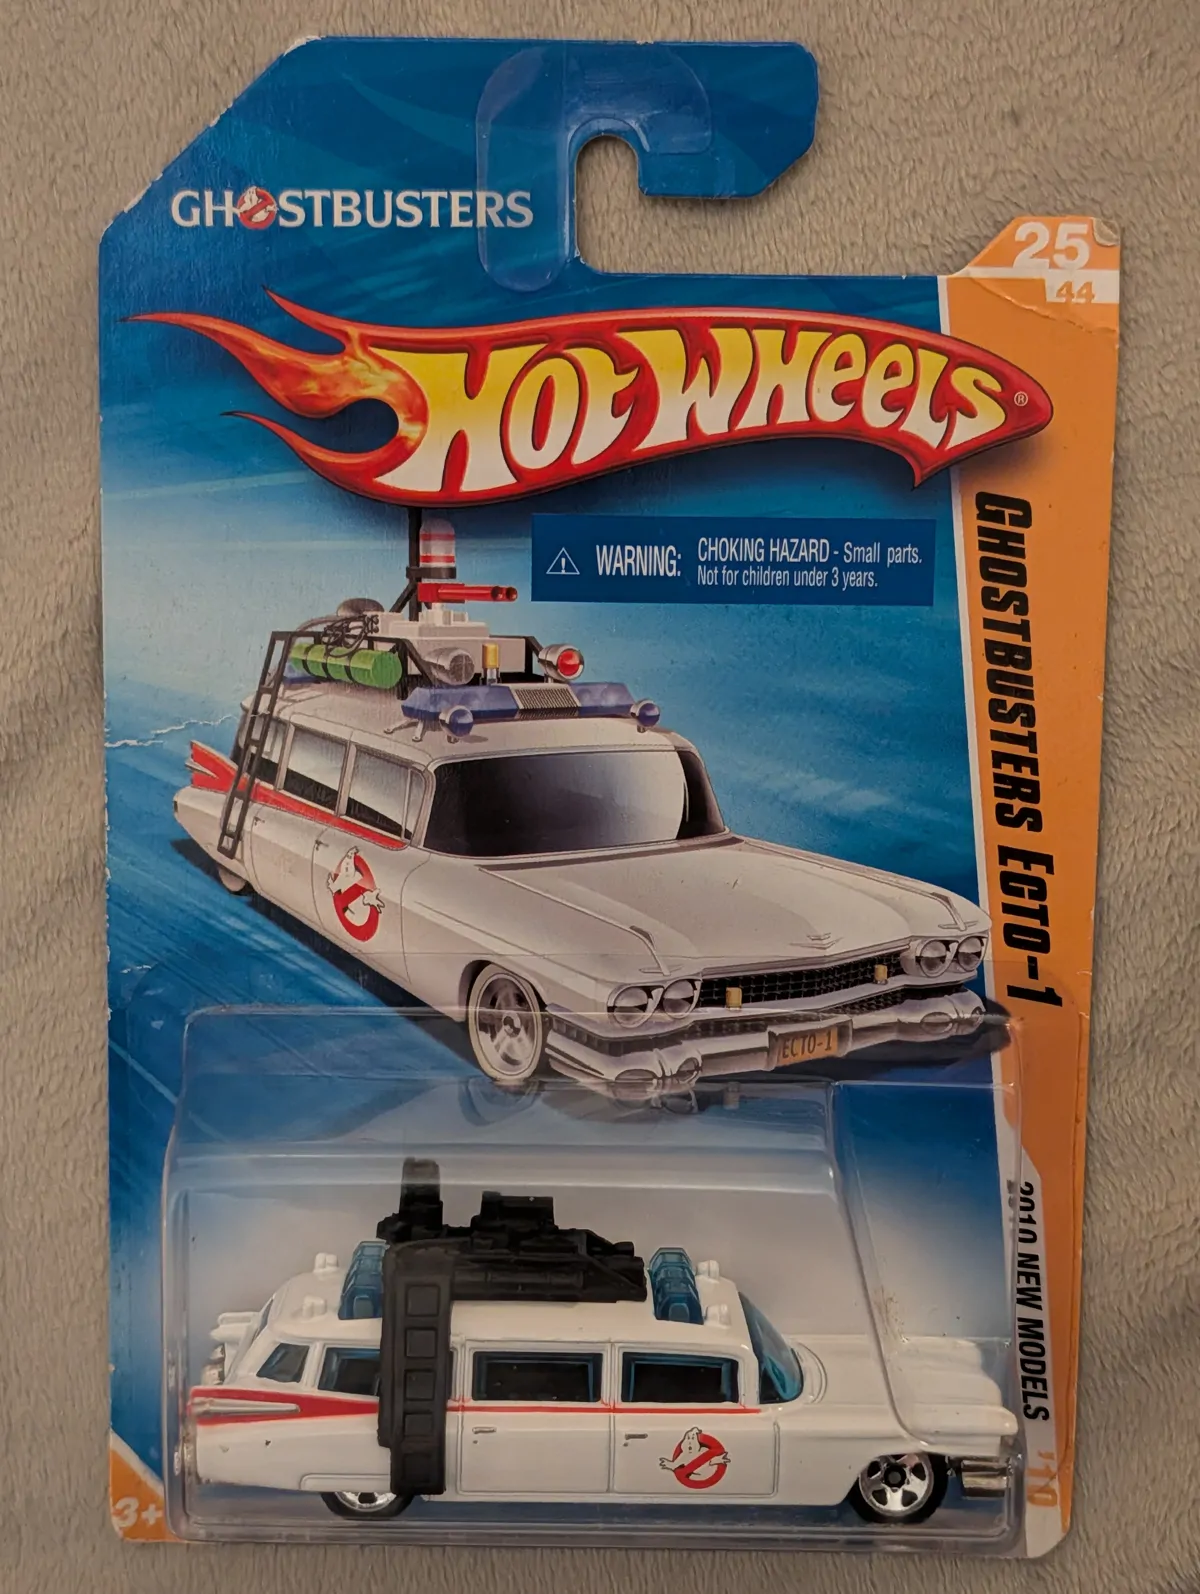 GHOSTBUSTERS
25
44
HOT WHEELS ®
WARNING: CHOKING HAZARD - Small parts.
Not for children under 3 years.
GHOSTBUSTERS ECTO-1
ECTO-1
2010 NEW MODELS
'10
3+